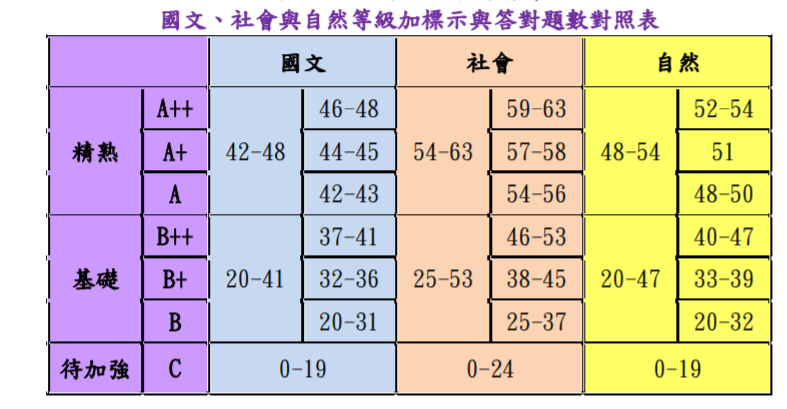 國文、社會與自然等級加標示與答對題數對照表
國文 社會 自然
精熟 A++ 42-48 46-48 54-63 59-63 48-54 52-54
A+ 44-45 57-58 51
A 42-43 54-56 48-50
基礎 B++ 20-41 37-41 25-53 46-53 20-47 40-47
B+ 32-36 38-45 33-39
B 20-31 25-37 20-32
待加強 C 0-19 0-24 0-19